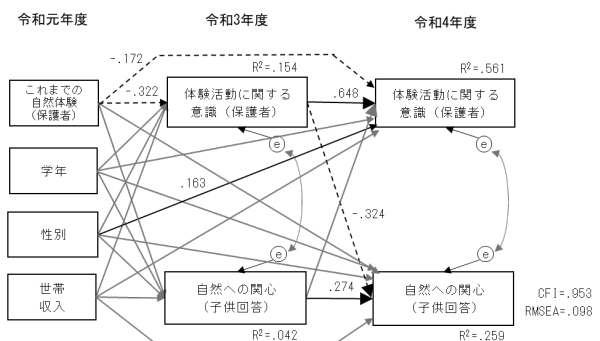 令和元年度
令和3年度
令和4年度
-.172
R²=.154
R²=.561
これまでの
自然体験
(保護者)
-.322
体験活動に関する
意識（保護者）
.648
体験活動に関する
意識（保護者）
e
e
学年
.163
性別
-.324
e
e
世帯
収入
自然への関心
（子供回答）
.274
自然への関心
（子供回答）
CFI=.953
RMSEA=.098
R²=.042
R²=.259